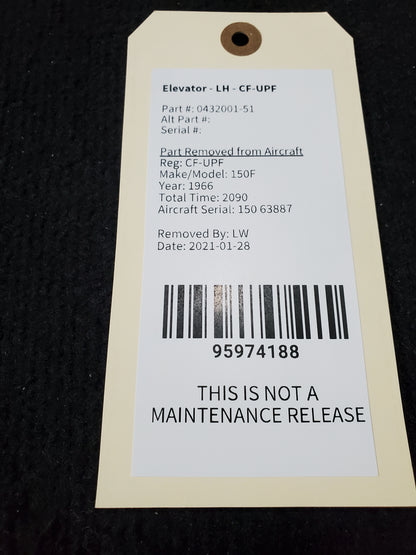 Elevator - LH - CF-UPF
Part #: 0432001-51
Alt Part #:
Serial #:
Part Removed from Aircraft
Reg: CF-UPF
Make/Model: 150F
Year: 1966
Total Time: 2090
Aircraft Serial: 150 63887
Removed By: LW
Date: 2021-01-28
95974188
THIS IS NOT A
MAINTENANCE RELEASE